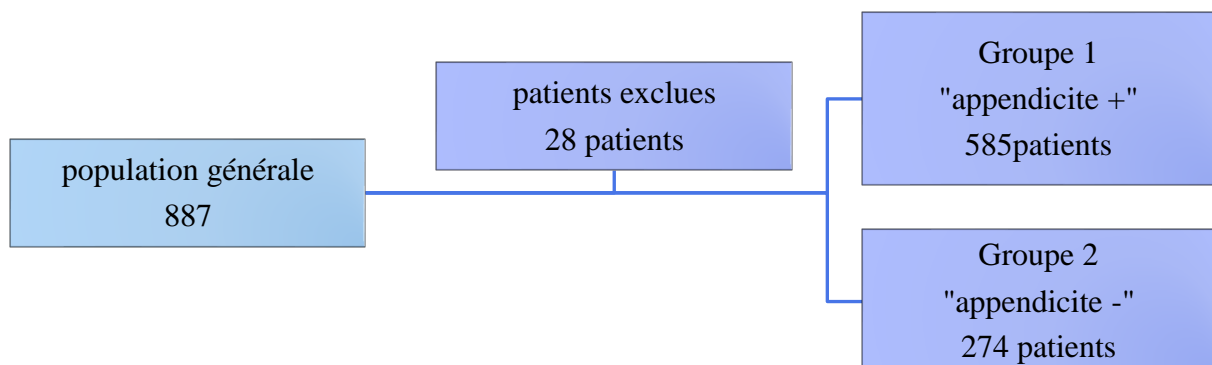 population générale
887
patients exclues
28 patients
Groupe 1
"appendicite +"
585patients
Groupe 2
"appendicite -"
274 patients